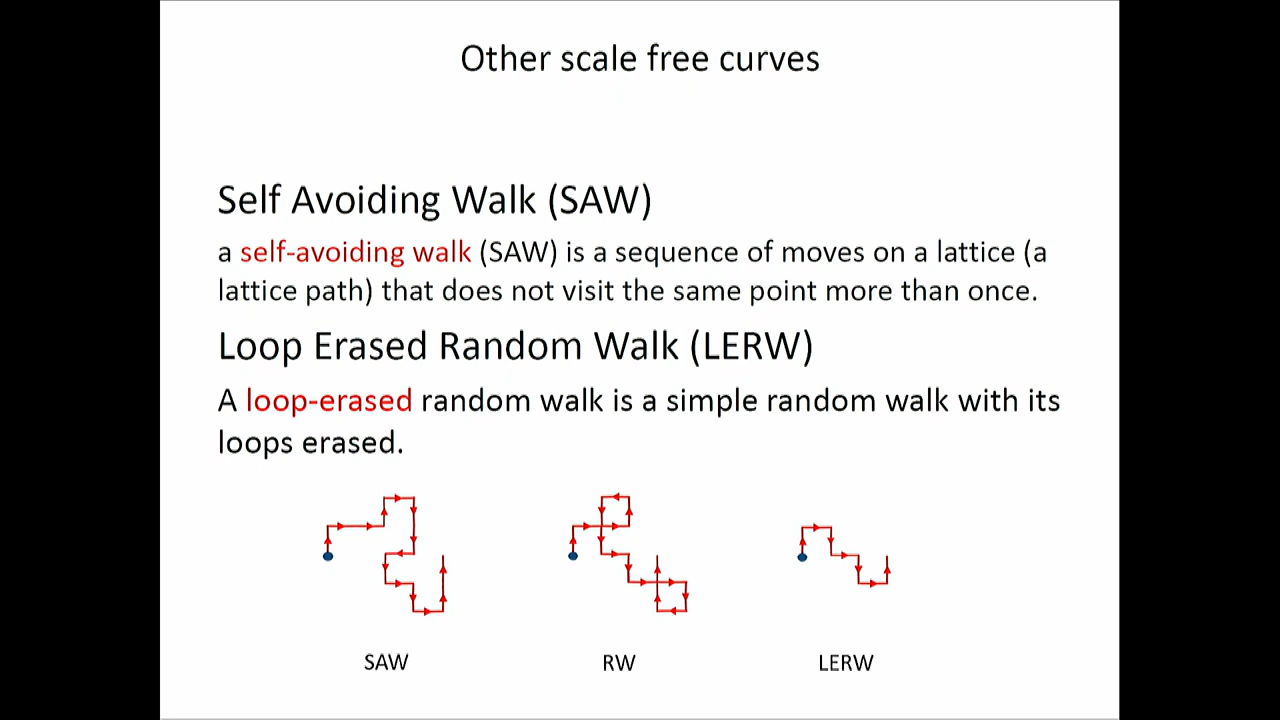 Other scale free curves
Self Avoiding Walk (SAW)
a self-avoiding walk (SAW) is a sequence of moves on a lattice (a
lattice path) that does not visit the same point more than once.
Loop Erased Random Walk (LERW)
A loop-erased random walk is a simple random walk with its
loops erased.
SAW RW LERW